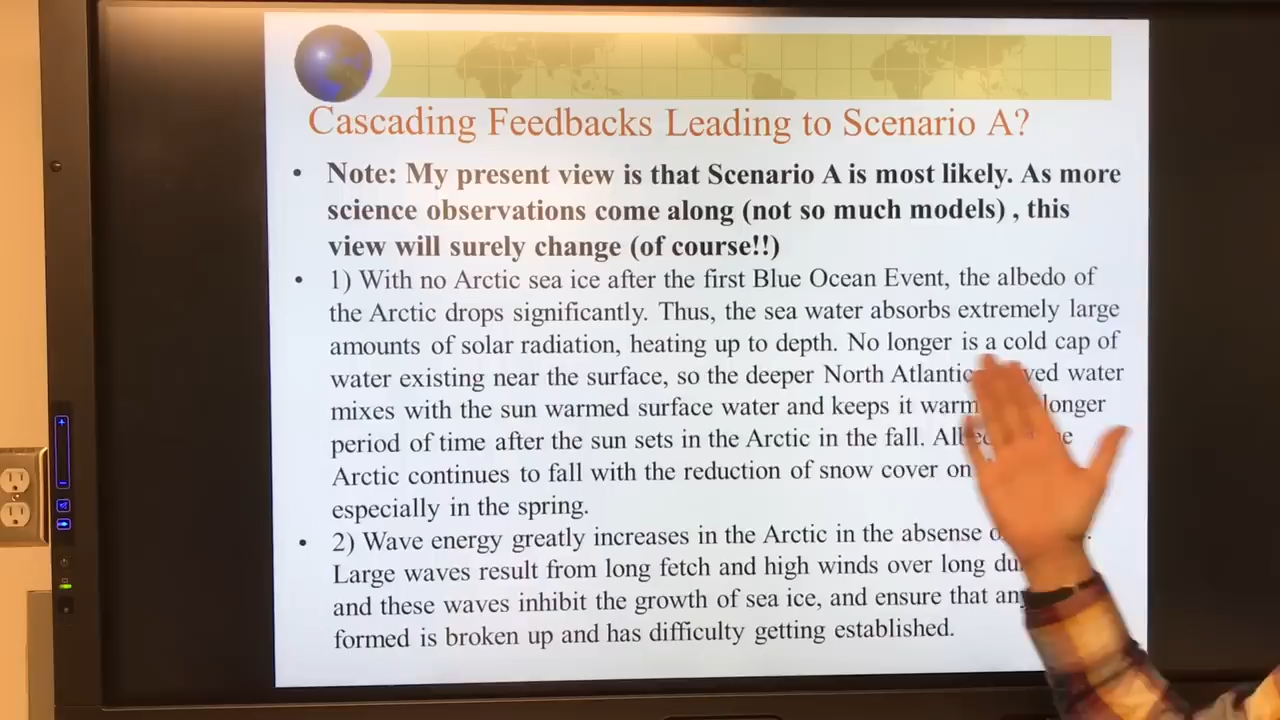 Cascading Feedbacks Leading to Scenario A?
• Note: My present view is that Scenario A is most likely. As more
science observations come along (not so much models) , this
view will surely change (of course!!)
• 1) With no Arctic sea ice after the first Blue Ocean Event, the albedo of
the Arctic drops significantly. Thus, the sea water absorbs extremely large
amounts of solar radiation, heating up to depth. No longer is a cold cap of
water existing near the surface, so the deeper North Atlantic water
mixes with the sun warmed surface water and keeps it warm longer
period of time after the sun sets in the Arctic in the fall.
Arctic continues to fall with the reduction of snow cover on
especially in the spring.
• 2) Wave energy greatly increases in the Arctic in the absense
Large waves result from long fetch and high winds over long
and these waves inhibit the growth of sea ice, and ensure that
formed is broken up and has difficulty getting established.